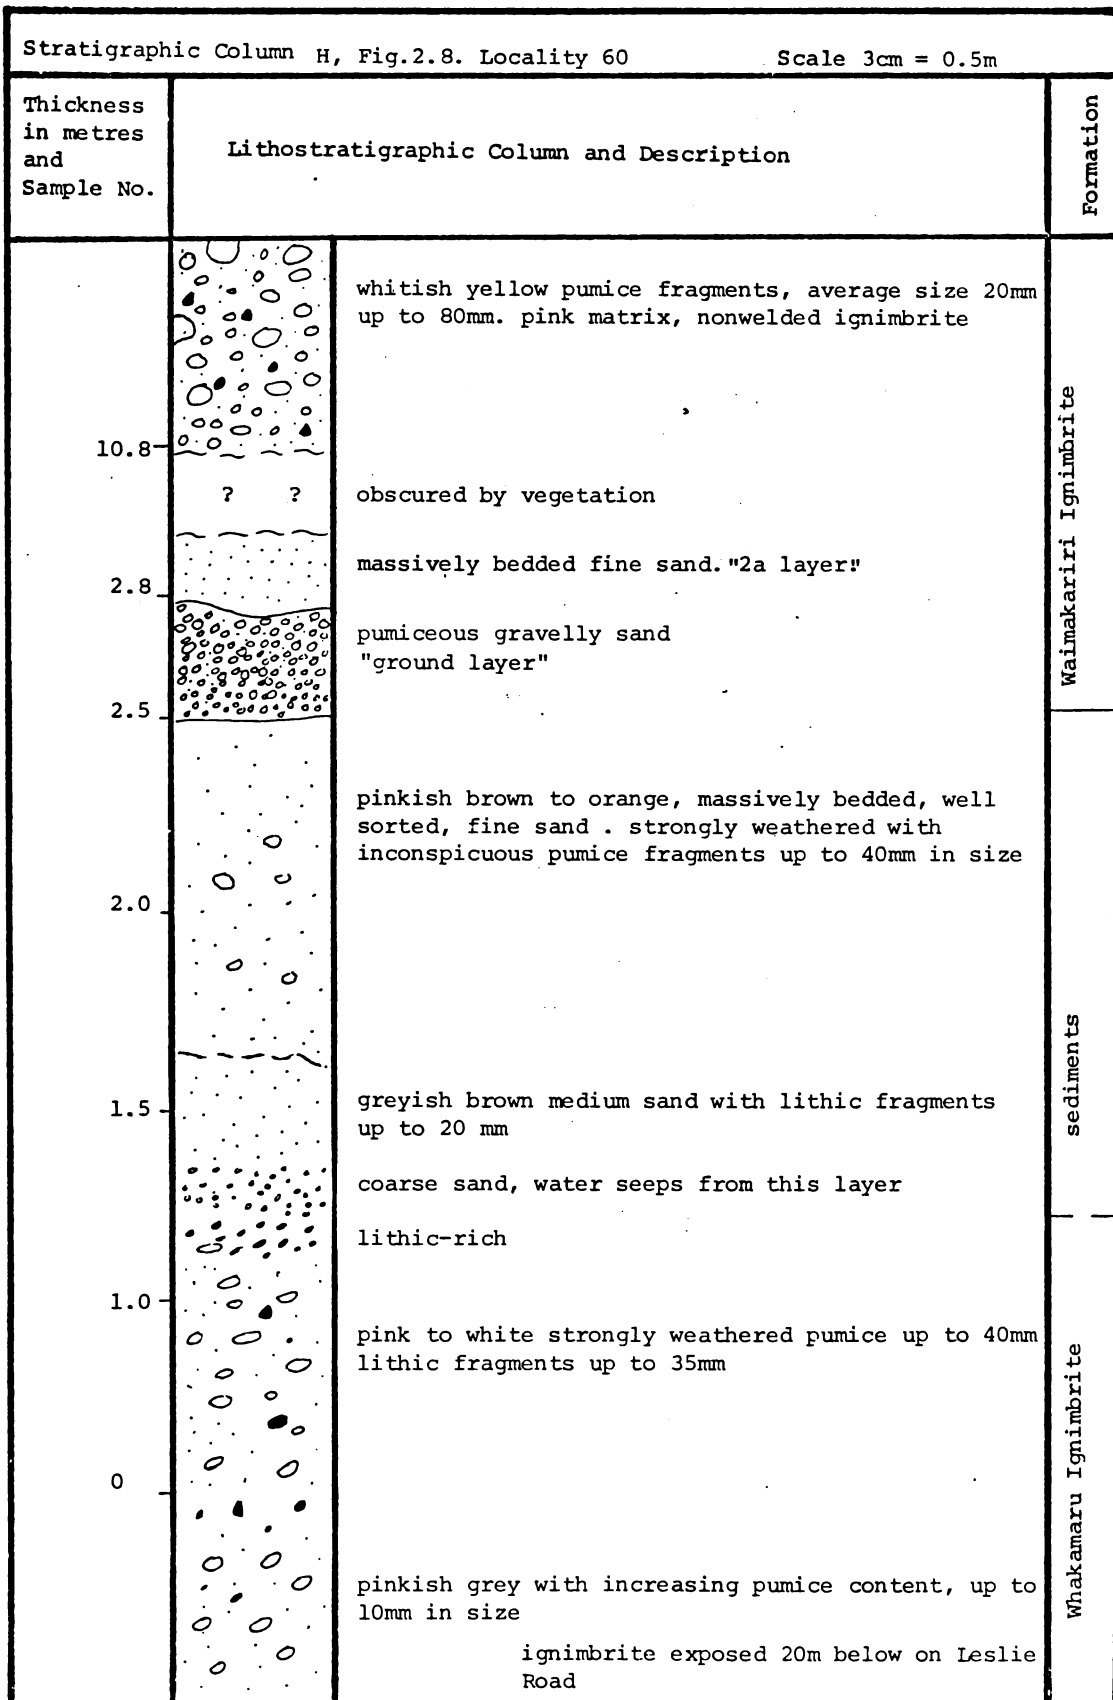 Stratigraphic Column H, Fig.2.8. Locality 60 Scale 3cm = 0.5m
Thickness
in metres
and
Sample No.
Lithostratigraphic Column and Description
Formation
whitish yellow pumice fragments, average size 20mm
up to 80mm. pink matrix, nonwelded ignimbrite
10.8
? ?
obscured by vegetation
massively bedded fine sand. "2a layer"
2.8
pumiceous gravelly sand
"ground layer"
2.5
Waimakariri Ignimbrite
pinkish brown to orange, massively bedded, well
sorted, fine sand . strongly weathered with
inconspicuous pumice fragments up to 40mm in size
2.0
1.5
greyish brown medium sand with lithic fragments
up to 20 mm
coarse sand, water seeps from this layer
sediments
lithic-rich
1.0
pink to white strongly weathered pumice up to 40mm
lithic fragments up to 35mm
0
pinkish grey with increasing pumice content, up to
10mm in size
ignimbrite exposed 20m below on Leslie
Road
Whakamaru Ignimbrite